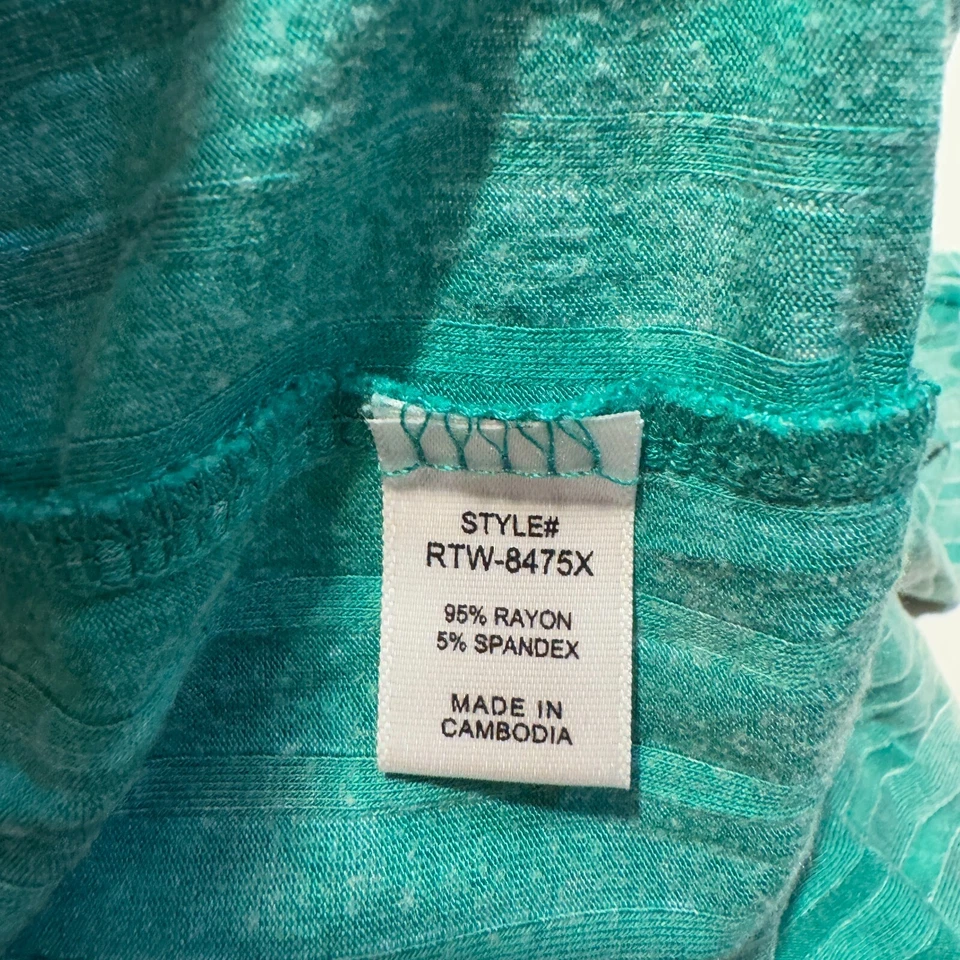 STYLE#
RTW-8475X
95% RAYON
5% SPANDEX
MADE IN
CAMBODIA